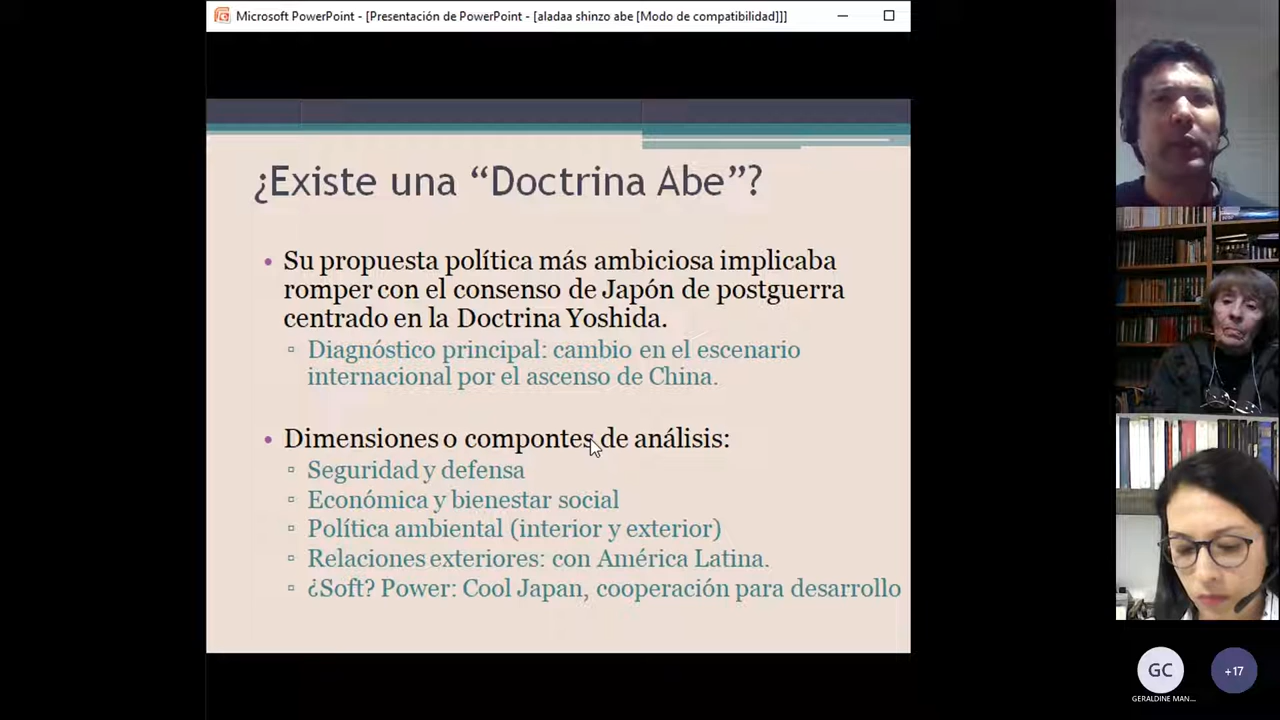 Microsoft PowerPoint - [Presentación de PowerPoint - [aladaa shinzo abe [Modo de compatibilidad]]]
¿Existe una “Doctrina Abe”?
• Su propuesta política más ambiciosa implicaba
romper con el consenso de Japón de postguerra
centrado en la Doctrina Yoshida.
▫ Diagnóstico principal: cambio en el escenario
internacional por el ascenso de China.
• Dimensiones o compontes de análisis:
▫ Seguridad y defensa
▫ Económica y bienestar social
▫ Política ambiental (interior y exterior)
▫ Relaciones exteriores: con América Latina.
▫ ¿Soft? Power: Cool Japan, cooperación para desarrollo
GC
+17
GERALDINE MAN...